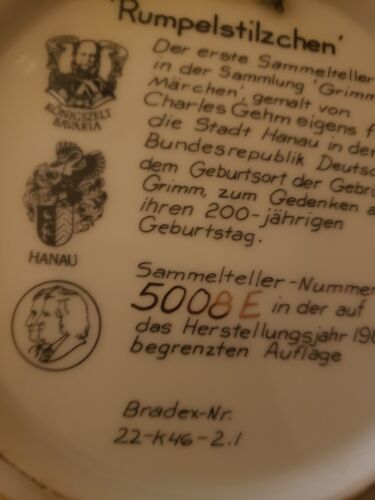 'Rumpelstilzchen'
Der erste Sammelteller
in der Sammlung 'Grimm
Märchen', gemalt von
Charles Gehm eigens f
die Stadt Hanau in der
Bundesrepublik Deutsc
dem Geburtsort der Gebrü
Grimm, zum Gedenken a
ihren 200-jährigen
Geburtstag.
KÖNIGSZELT
BAVARIA
HANAU
Sammelteller-Nummer
5008E in der auf
das Herstellungsjahr 198
begrenzten Auflage
Bradex-Nr.
22-K46-2.1